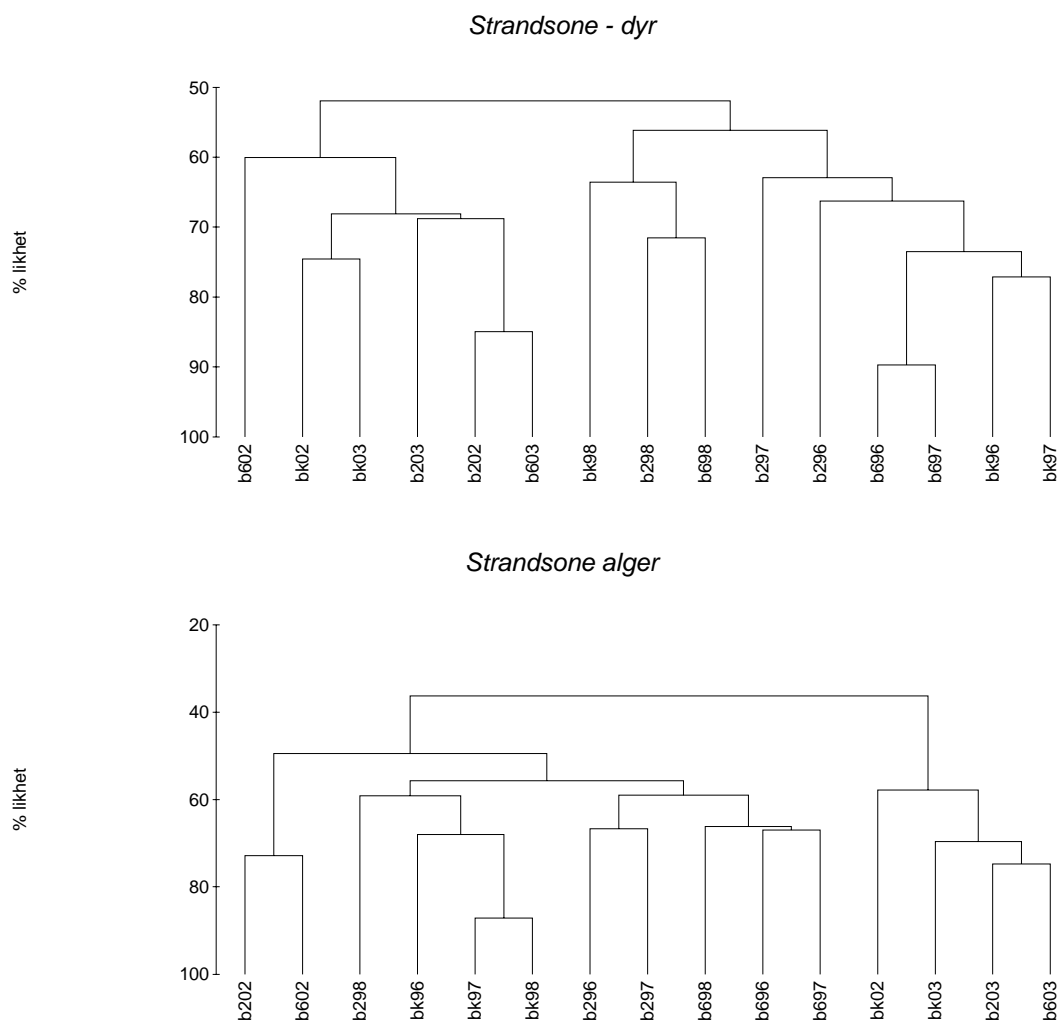 Strandsone - dyr
% likhet
50
60
70
80
90
100
b602
bk02
bk03
b203
b202
b603
bk98
b298
b698
b297
b296
b696
b697
bk96
bk97
Strandsone alger
% likhet
20
40
60
80
100
b202
b602
b298
bk96
bk97
bk98
b296
b297
b698
b696
b697
bk02
bk03
b203
b603